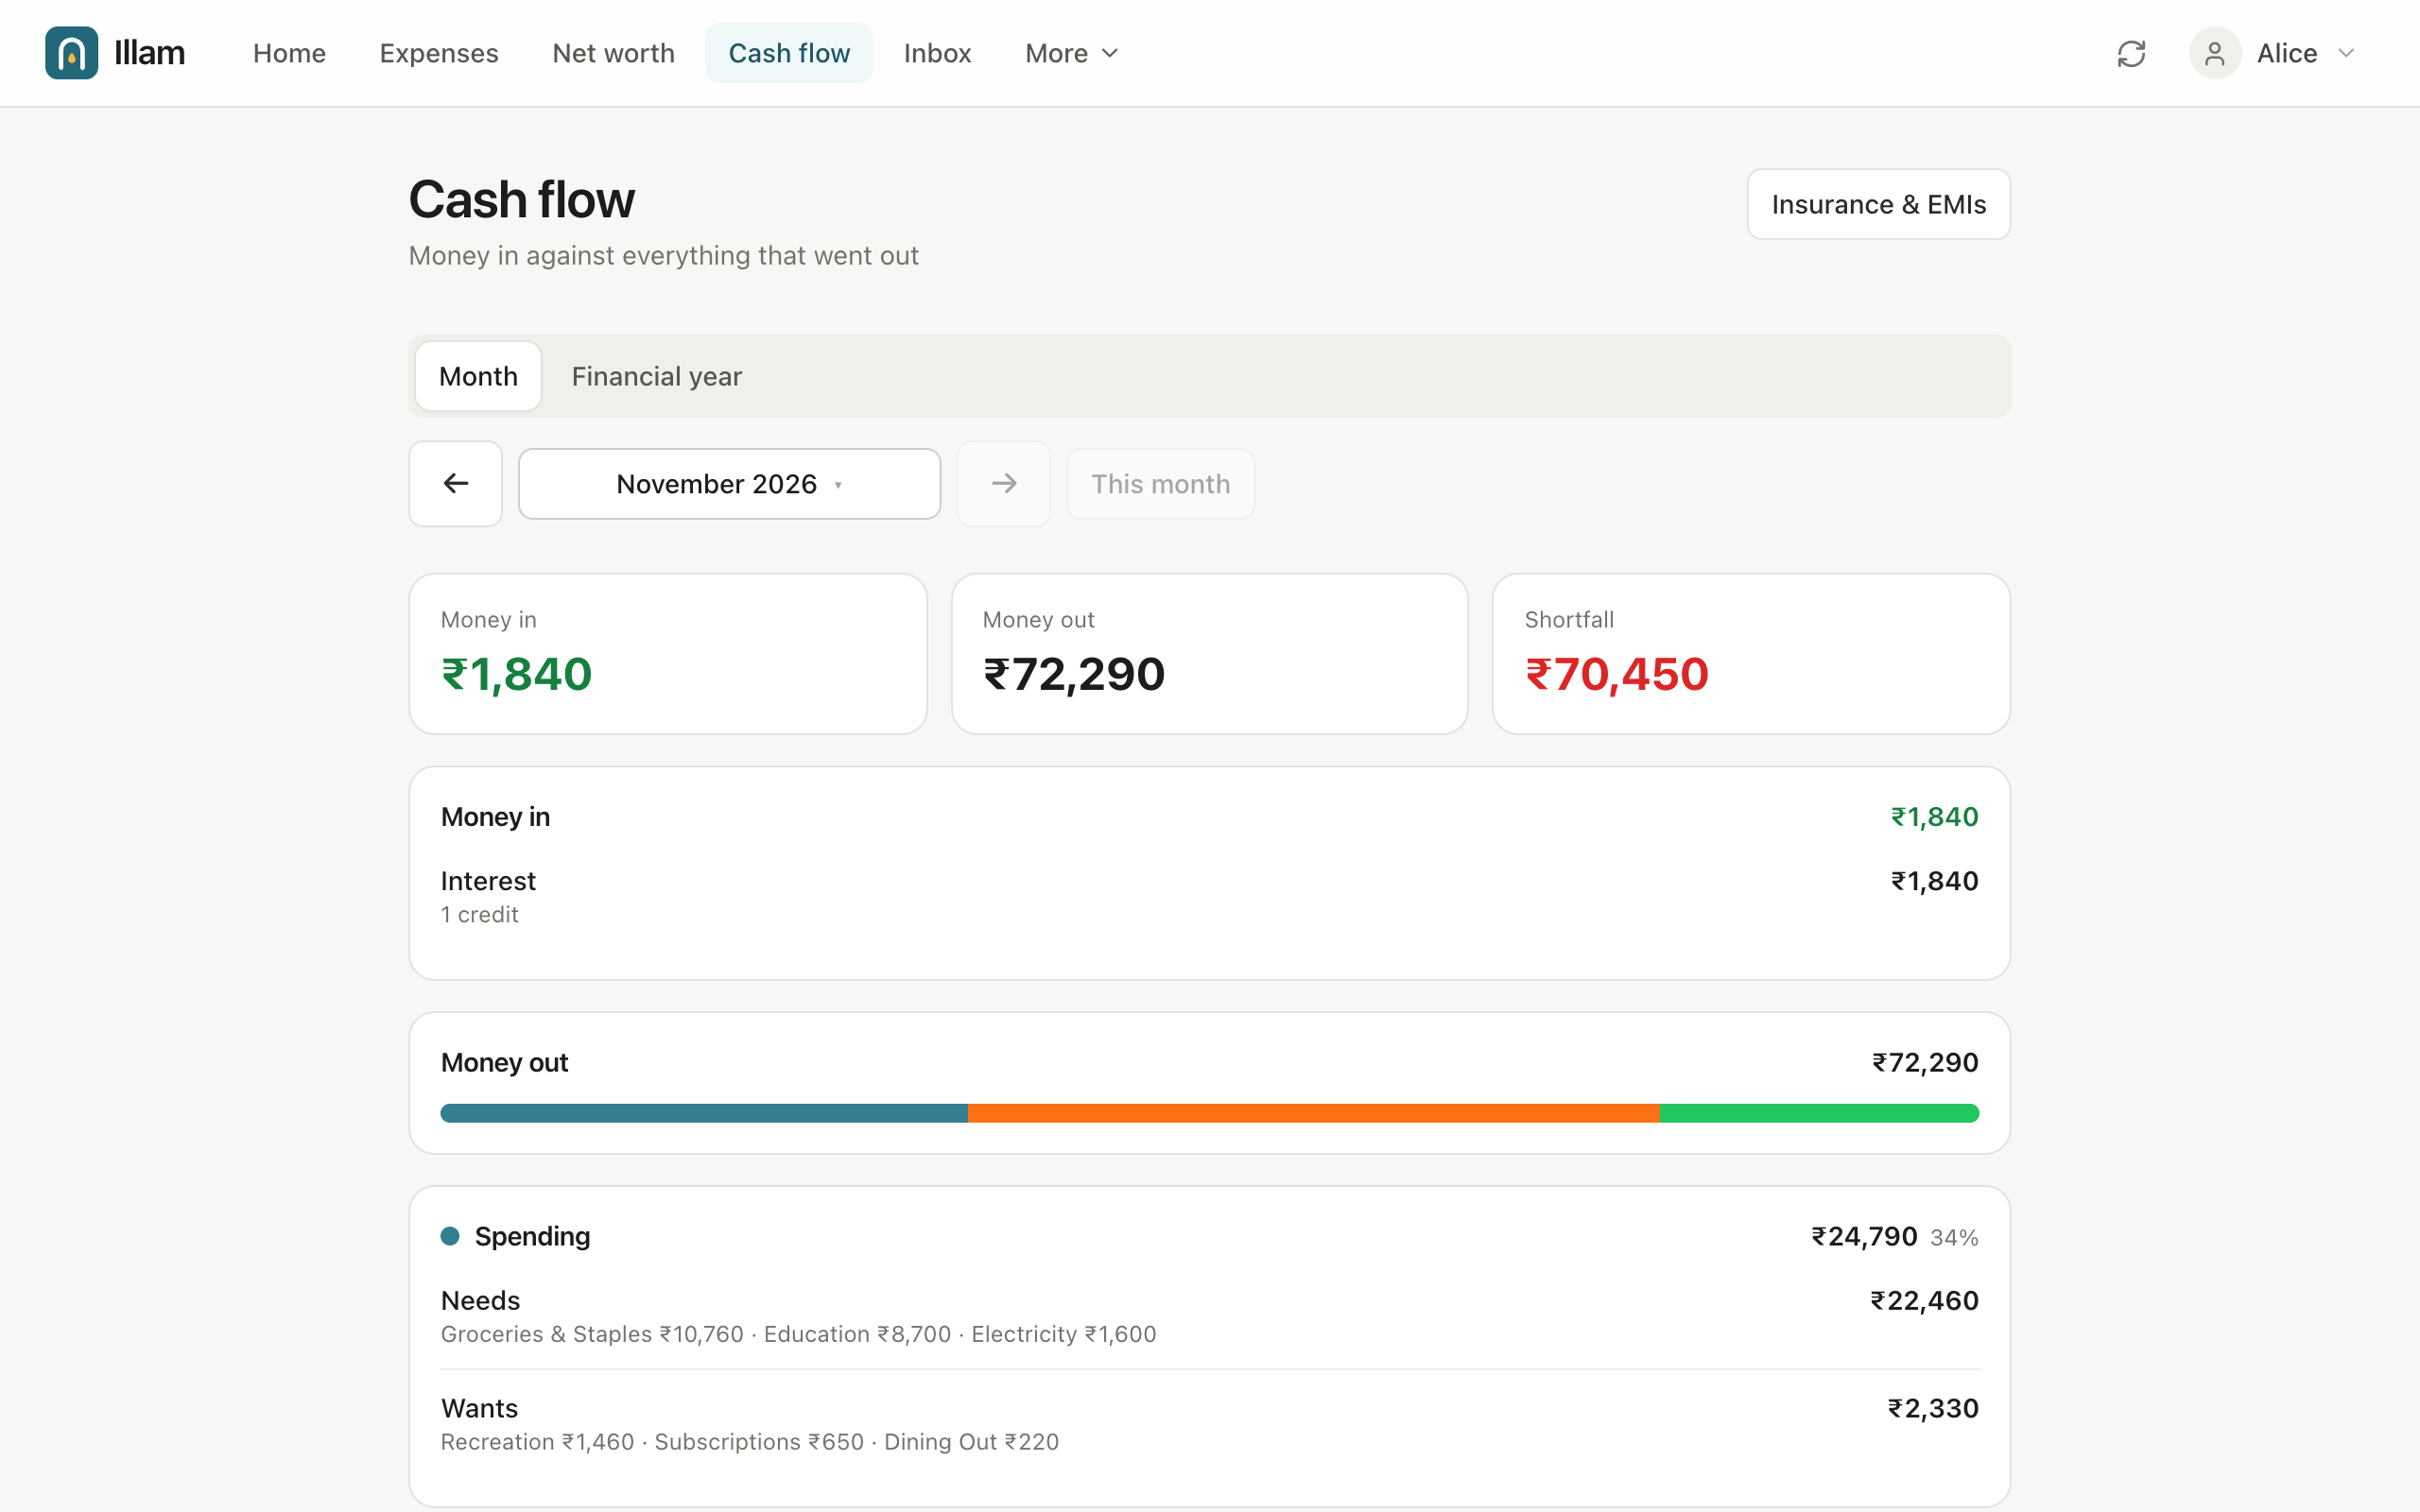 Illam
Home
Expenses
Net worth
Cash flow
Inbox
More
Alice
Cash flow
Insurance & EMIs
Money in against everything that went out
Month
Financial year
November 2026
This month
Money in
₹1,840
Money out
₹72,290
Shortfall
₹70,450
Money in ₹1,840
Interest ₹1,840
1 credit
Money out ₹72,290
Spending ₹24,790 34%
Needs ₹22,460
Groceries & Staples ₹10,760 · Education ₹8,700 · Electricity ₹1,600
Wants ₹2,330
Recreation ₹1,460 · Subscriptions ₹650 · Dining Out ₹220